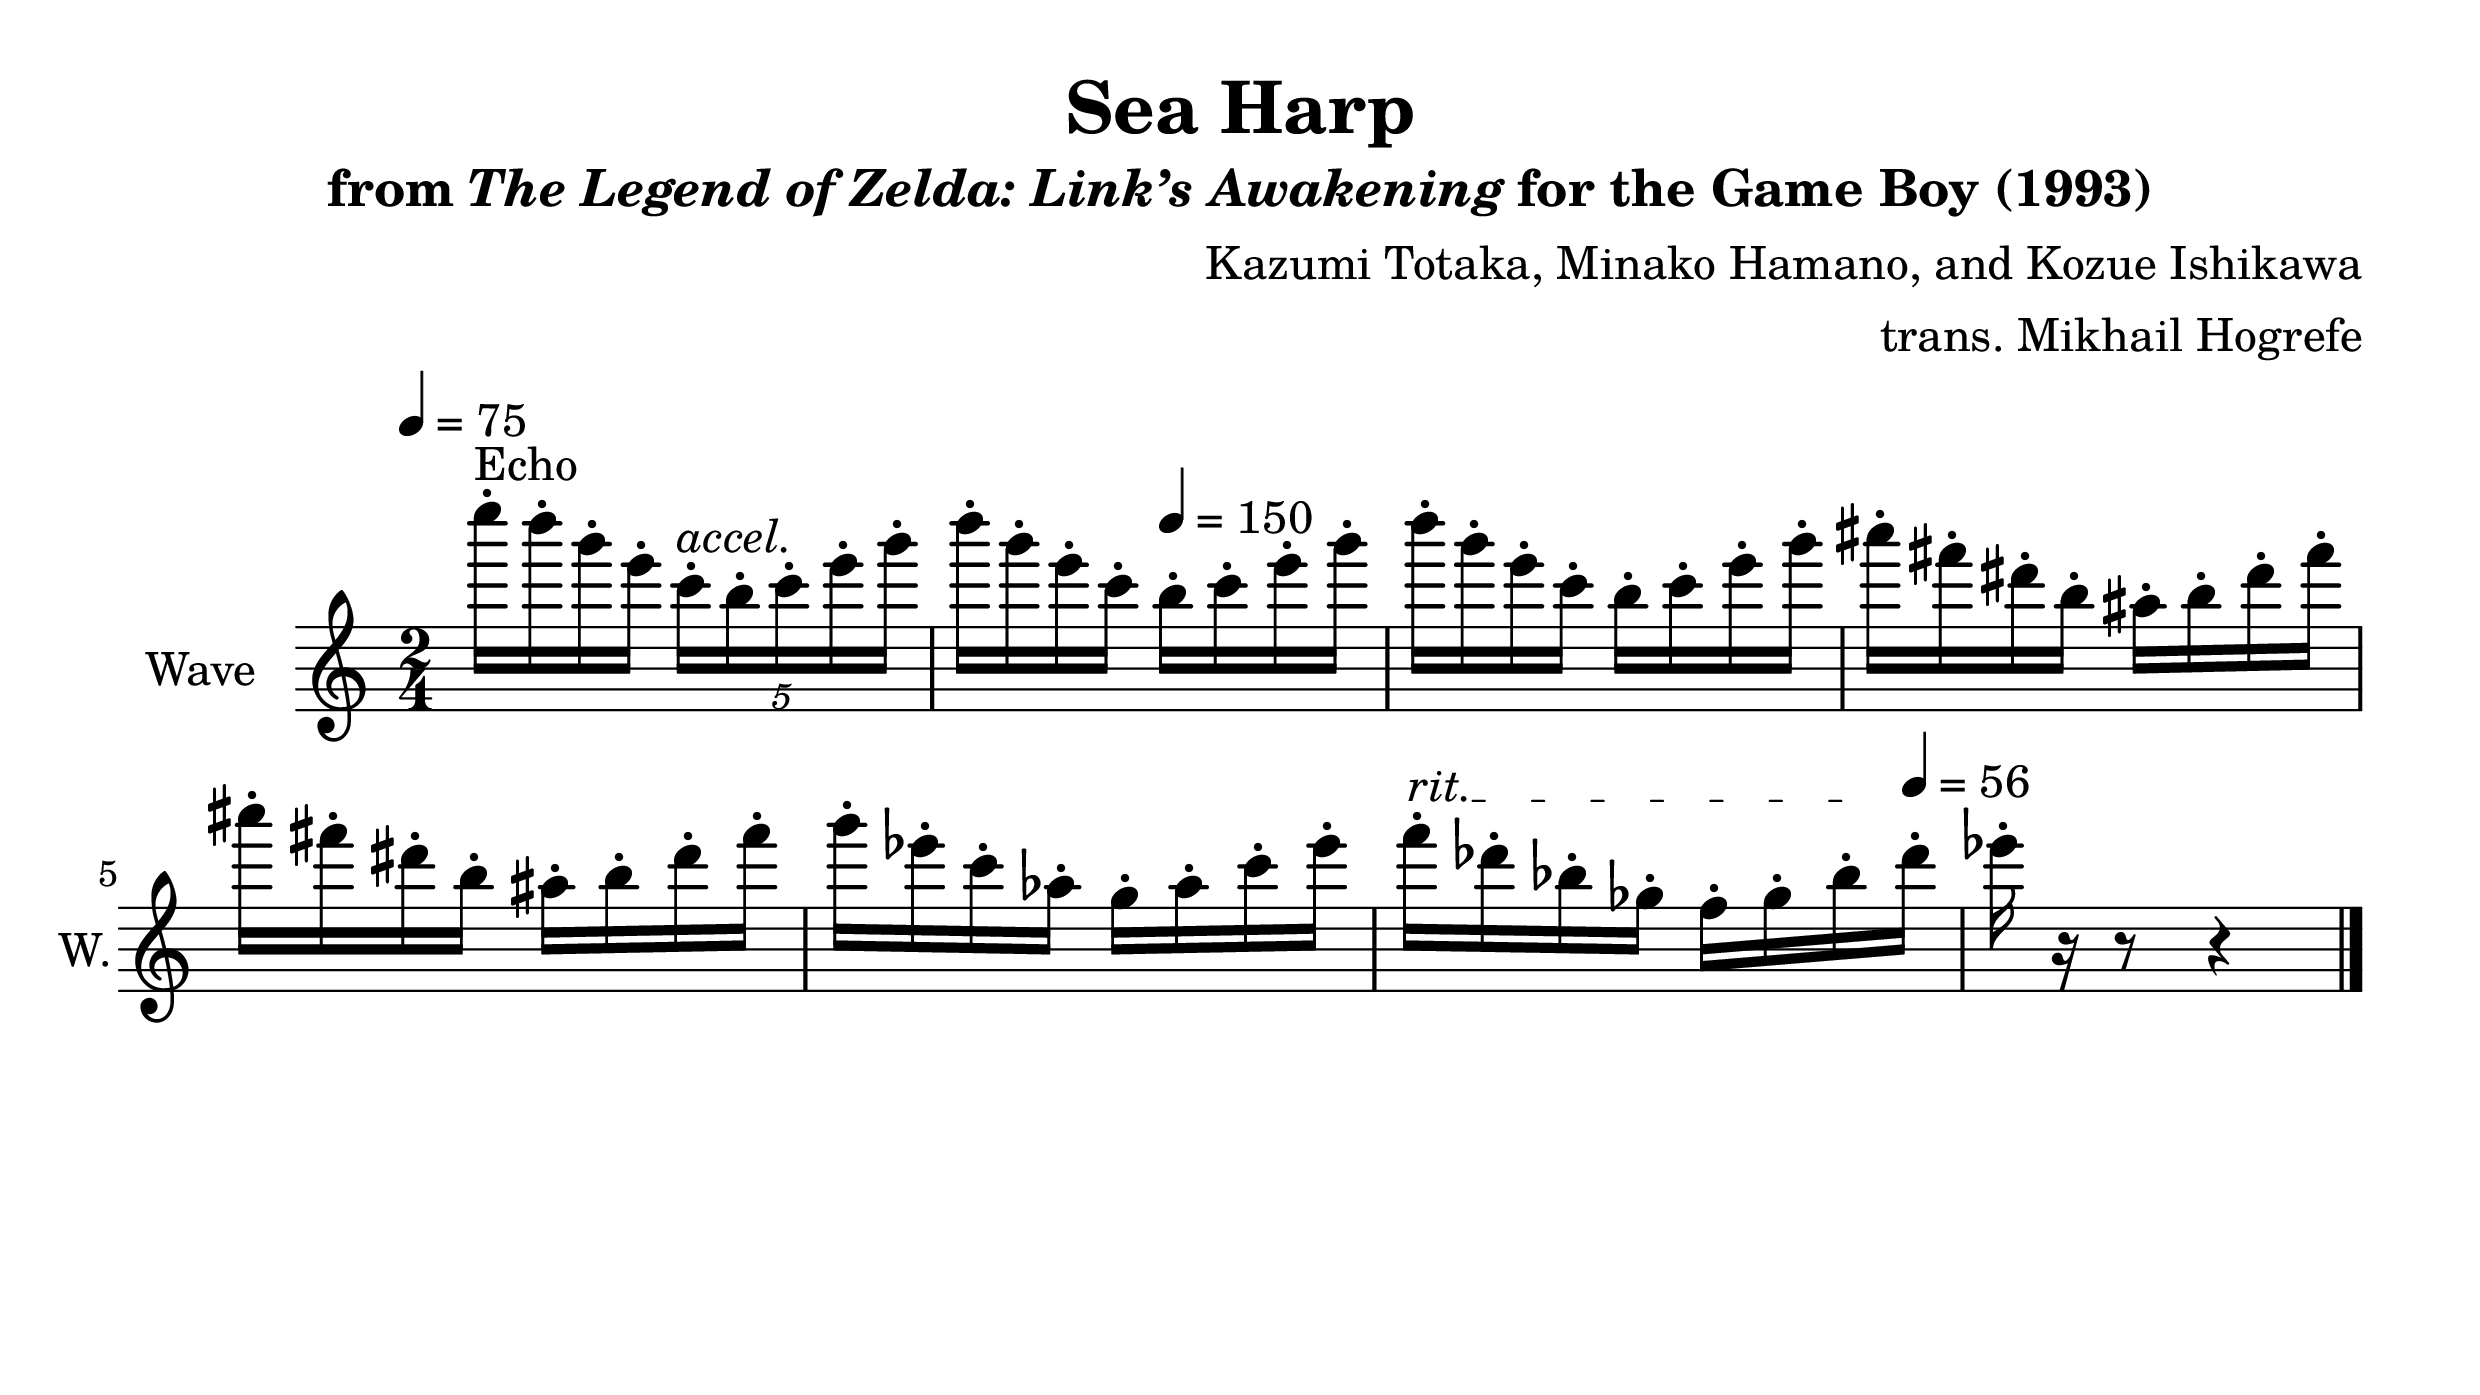 Sea Harp
from The Legend of Zelda: Link’s Awakening for the Game Boy (1993)
Kazumi Totaka, Minako Hamano, and Kozue Ishikawa
trans. Mikhail Hogrefe
= 75
Echo
accel.
= 150
Wave
2
4
5
rit.
= 56
5
W.